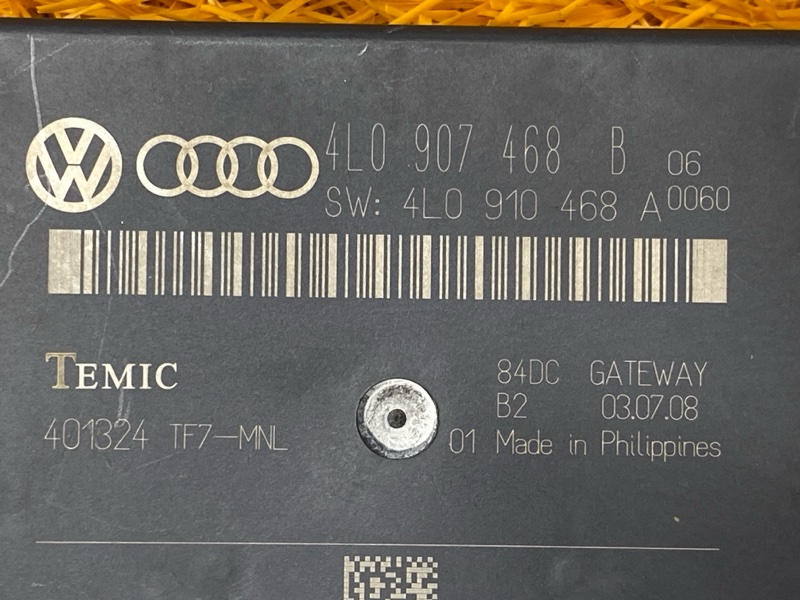 VW 4L0 907 468 B 06
SW: 4L0 910 468 A 0060
TEMIC 84DC GATEWAY
B2 03.07.08
401324 TF7-MNL 01 Made in Philippines